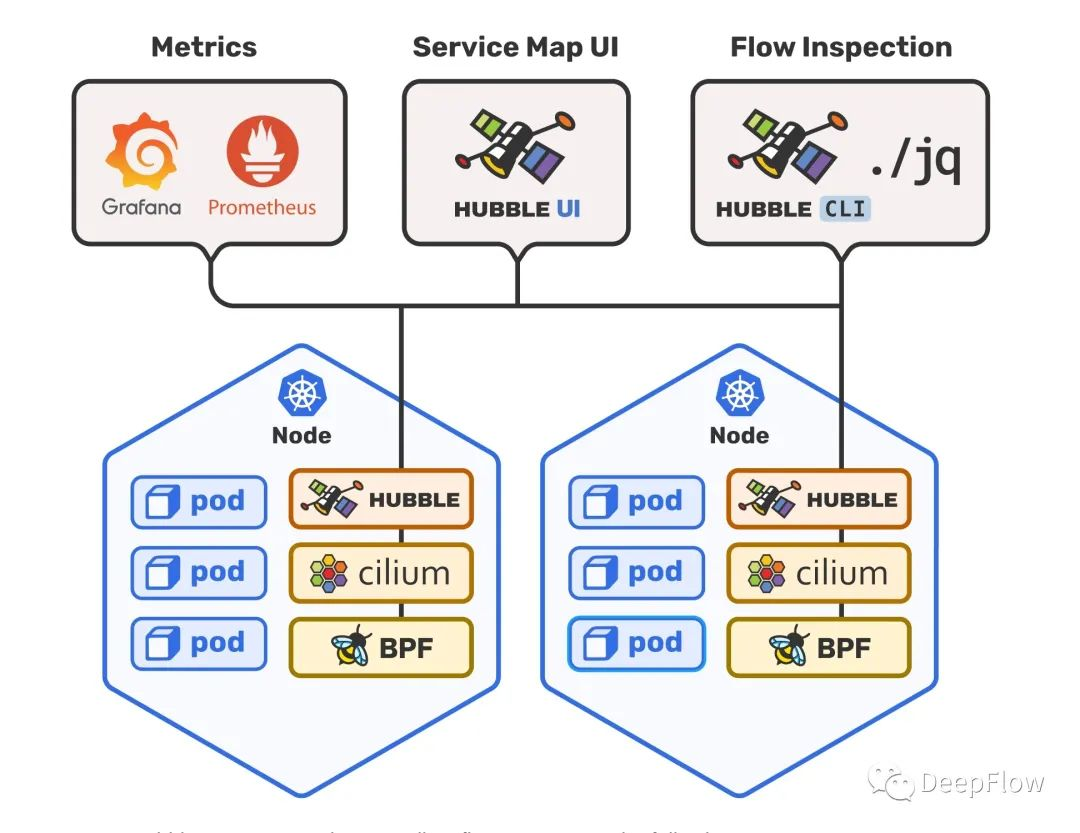 Metrics
Service Map UI
Flow Inspection
Grafana
Prometheus
HUBBLE UI
HUBBLE CLI
./jq
Node
pod
HUBBLE
pod
cilium
pod
BPF
Node
pod
HUBBLE
pod
cilium
pod
BPF
DeepFlow